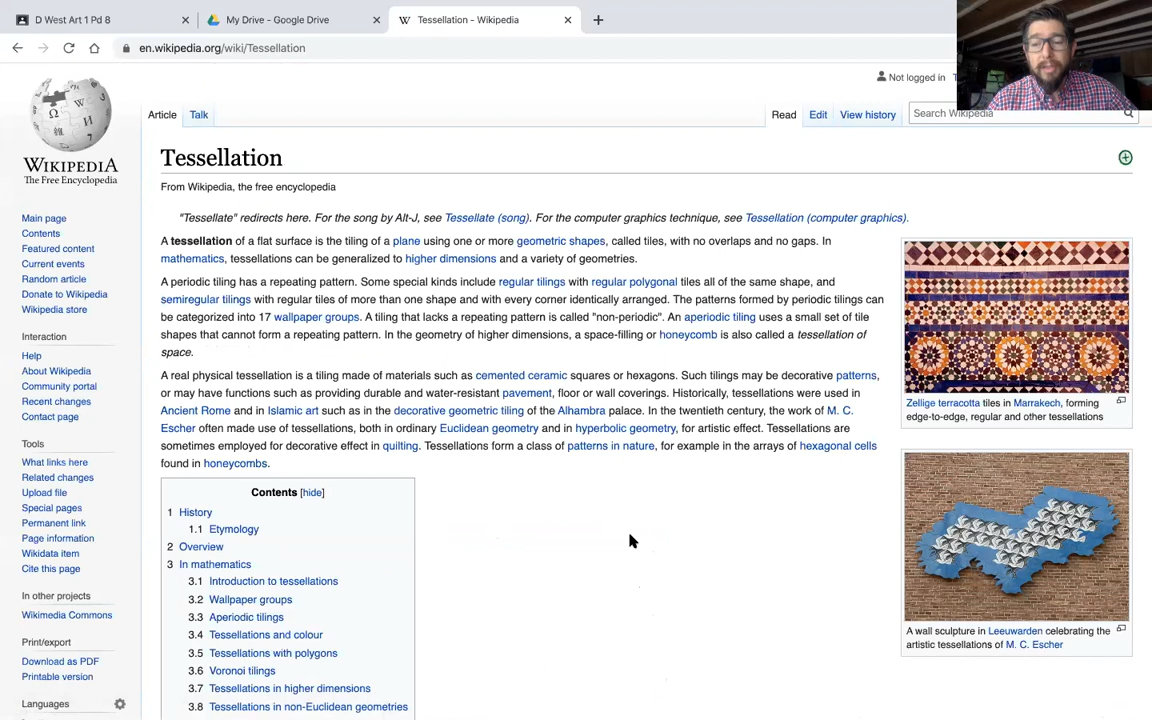 D West Art 1 Pd 8
My Drive - Google Drive
Tessellation - Wikipedia
en.wikipedia.org/wiki/Tessellation
Not logged in
Article
Talk
Read
Edit
View history
Search Wikipedia
WIKIPEDIA
The Free Encyclopedia
Main page
Contents
Featured content
Current events
Random article
Donate to Wikipedia
Wikipedia store
Interaction
Help
About Wikipedia
Community portal
Recent changes
Contact page
Tools
What links here
Related changes
Upload file
Special pages
Permanent link
Page information
Wikidata item
Cite this page
In other projects
Wikimedia Commons
Print/export
Download as PDF
Printable version
Languages
Tessellation
From Wikipedia, the free encyclopedia
"Tessellate" redirects here. For the song by Alt-J, see Tessellate (song). For the computer graphics technique, see Tessellation (computer graphics).
A tessellation of a flat surface is the tiling of a plane using one or more geometric shapes, called tiles, with no overlaps and no gaps. In
mathematics, tessellations can be generalized to higher dimensions and a variety of geometries.
A periodic tiling has a repeating pattern. Some special kinds include regular tilings with regular polygonal tiles all of the same shape, and
semiregular tilings with regular tiles of more than one shape and with every corner identically arranged. The patterns formed by periodic tilings can
be categorized into 17 wallpaper groups. A tiling that lacks a repeating pattern is called "non-periodic". An aperiodic tiling uses a small set of tile
shapes that cannot form a repeating pattern. In the geometry of higher dimensions, a space-filling or honeycomb is also called a tessellation of
space.
A real physical tessellation is a tiling made of materials such as cemented ceramic squares or hexagons. Such tilings may be decorative patterns,
or may have functions such as providing durable and water-resistant pavement, floor or wall coverings. Historically, tessellations were used in
Ancient Rome and in Islamic art such as in the decorative geometric tiling of the Alhambra palace. In the twentieth century, the work of M. C.
Escher often made use of tessellations, both in ordinary Euclidean geometry and in hyperbolic geometry, for artistic effect. Tessellations are
sometimes employed for decorative effect in quilting. Tessellations form a class of patterns in nature, for example in the arrays of hexagonal cells
found in honeycombs.
Contents [hide]
1 History
1.1 Etymology
2 Overview
3 In mathematics
3.1 Introduction to tessellations
3.2 Wallpaper groups
3.3 Aperiodic tilings
3.4 Tessellations and colour
3.5 Tessellations with polygons
3.6 Voronoi tilings
3.7 Tessellations in higher dimensions
3.8 Tessellations in non-Euclidean geometries
Zellige terracotta tiles in Marrakech, forming
edge-to-edge, regular and other tessellations
A wall sculpture in Leeuwarden celebrating the
artistic tessellations of M. C. Escher